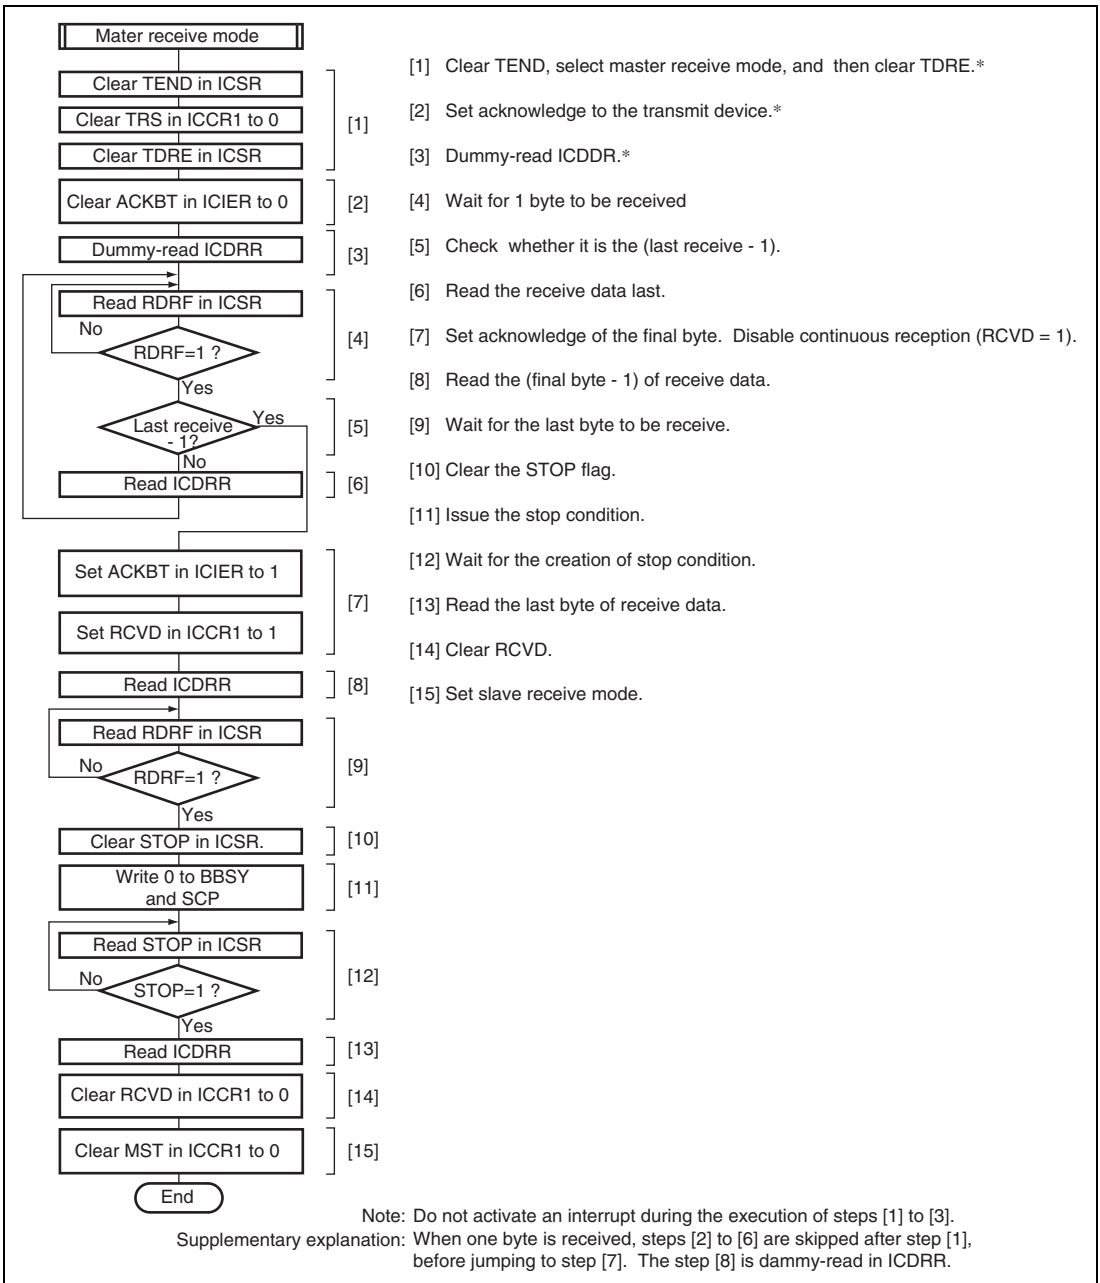 Mater receive mode
Clear TEND in ICSR
Clear TRS in ICCR1 to 0
Clear TDRE in ICSR
[1]
Clear ACKBT in ICIER to 0
[2]
Dummy-read ICDRR
[3]
Read RDRF in ICSR
No
RDRF=1 ?
[4]
Yes
Last receive
- 1?
Yes
[5]
No
Read ICDRR
[6]
Set ACKBT in ICIER to 1
[7]
Set RCVD in ICCR1 to 1
Read ICDRR
[8]
Read RDRF in ICSR
No
RDRF=1 ?
[9]
Yes
Clear STOP in ICSR.
[10]
Write 0 to BBSY
and SCP
[11]
Read STOP in ICSR
No
STOP=1 ?
[12]
Yes
Read ICDRR
[13]
Clear RCVD in ICCR1 to 0
[14]
Clear MST in ICCR1 to 0
[15]
End
[1] Clear TEND, select master receive mode, and then clear TDRE.*
[2] Set acknowledge to the transmit device.*
[3] Dummy-read ICDDR.*
[4] Wait for 1 byte to be received
[5] Check whether it is the (last receive - 1).
[6] Read the receive data last.
[7] Set acknowledge of the final byte. Disable continuous reception (RCVD = 1).
[8] Read the (final byte - 1) of receive data.
[9] Wait for the last byte to be receive.
[10] Clear the STOP flag.
[11] Issue the stop condition.
[12] Wait for the creation of stop condition.
[13] Read the last byte of receive data.
[14] Clear RCVD.
[15] Set slave receive mode.
Note: Do not activate an interrupt during the execution of steps [1] to [3].
Supplementary explanation: When one byte is received, steps [2] to [6] are skipped after step [1],
before jumping to step [7]. The step [8] is dammy-read in ICDRR.